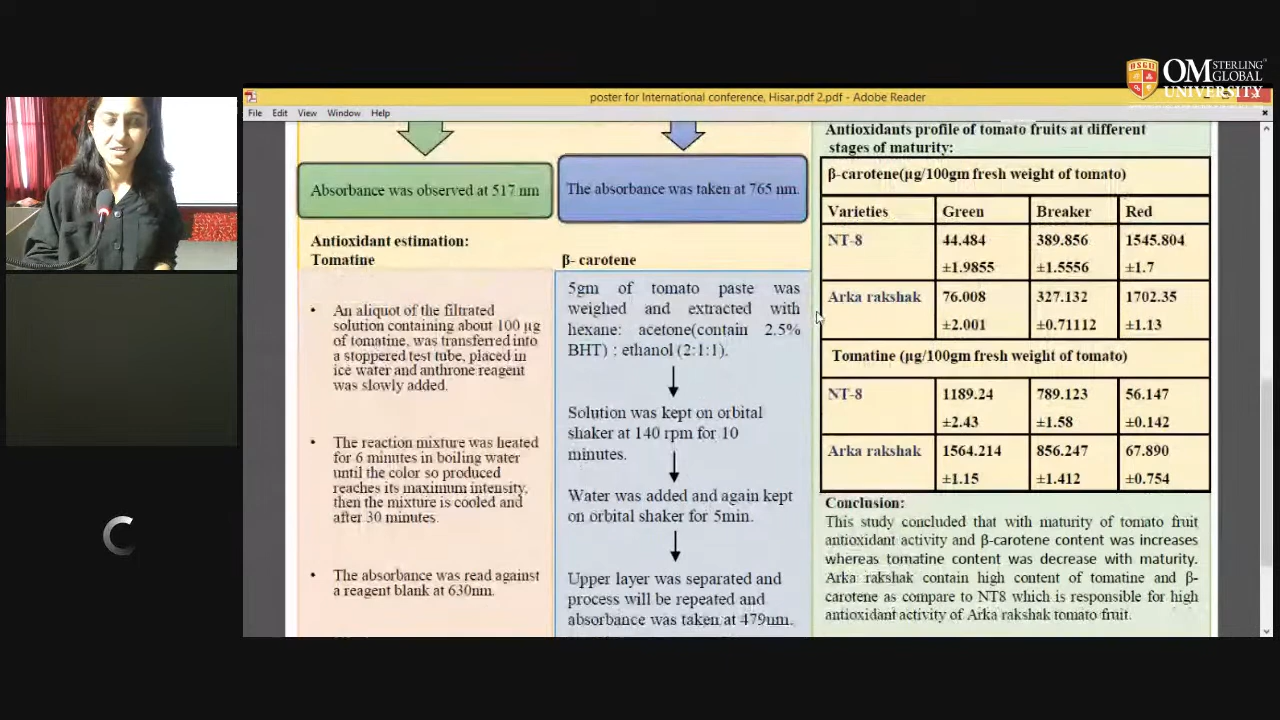 OSGU
OM STERLING GLOBAL UNIVERSITY
poster for International conference, Hisar.pdf 2.pdf - Adobe Reader
File Edit View Window Help
Absorbance was observed at 517 nm
The absorbance was taken at 765 nm.
Antioxidant estimation:
Tomatine
• An aliquot of the filtrated
solution containing about 100 µg
of tomatine, was transferred into
a stoppered test tube, placed in
ice water and anthrone reagent
was slowly added.
• The reaction mixture was heated
for 6 minutes in boiling water
until the color so produced
reaches its maximum intensity,
then the mixture is cooled and
after 30 minutes.
• The absorbance was read against
a reagent blank at 630nm.
β- carotene
5gm of tomato paste was
weighed and extracted with
hexane: acetone(contain 2.5%
BHT) : ethanol (2:1:1).
Solution was kept on orbital
shaker at 140 rpm for 10
minutes.
Water was added and again kept
on orbital shaker for 5min.
Upper layer was separated and
process will be repeated and
absorbance was taken at 479nm.
Antioxidants profile of tomato fruits at different
stages of maturity:
β-carotene(µg/100gm fresh weight of tomato)
Varieties Green Breaker Red
NT-8 44.484 389.856 1545.804
±1.9855 ±1.5556 ±1.7
Arka rakshak 76.008 327.132 1702.35
±2.001 ±0.71112 ±1.13
Tomatine (µg/100gm fresh weight of tomato)
NT-8 1189.24 789.123 56.147
±2.43 ±1.58 ±0.142
Arka rakshak 1564.214 856.247 67.890
±1.15 ±1.412 ±0.754
Conclusion:
This study concluded that with maturity of tomato fruit
antioxidant activity and β-carotene content was increases
whereas tomatine content was decrease with maturity.
Arka rakshak contain high content of tomatine and β-
carotene as compare to NT8 which is responsible for high
antioxidant activity of Arka rakshak tomato fruit.